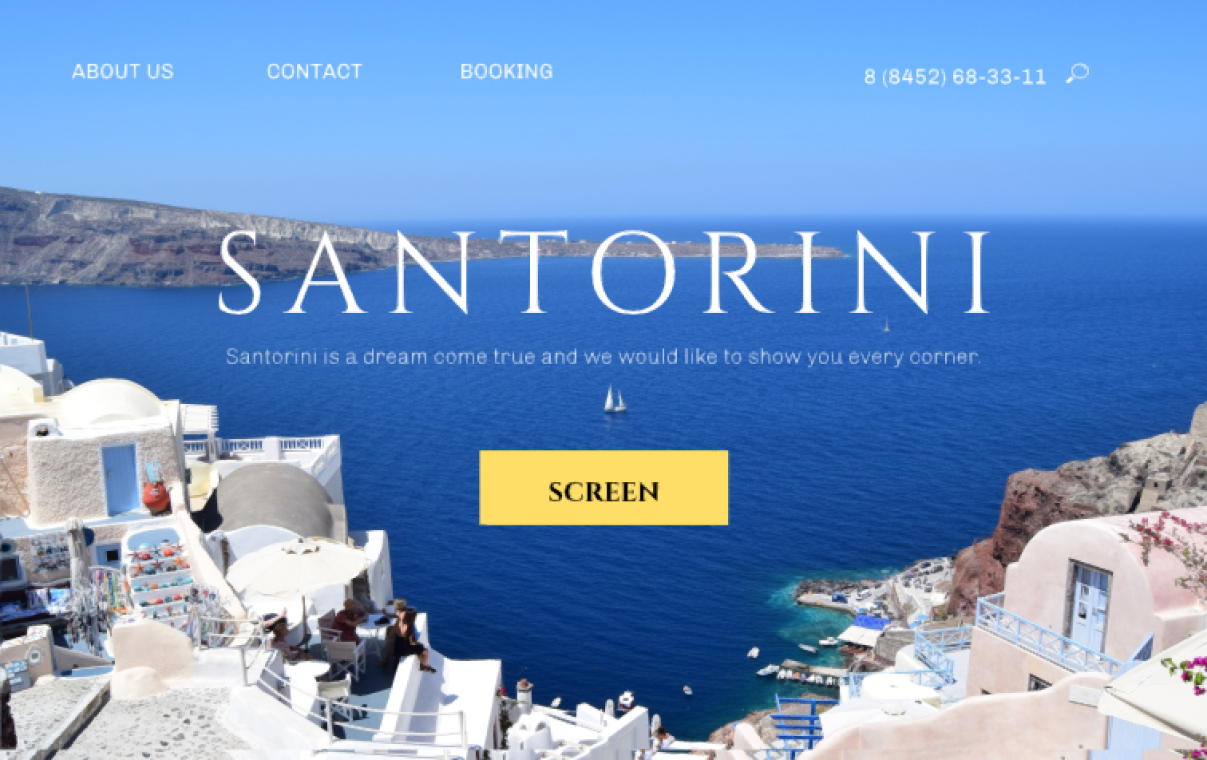 ABOUT US CONTACT BOOKING 8 (8452) 68-33-11
SANTORINI
Santorini is a dream come true and we would like to show you every corner.
SCREEN